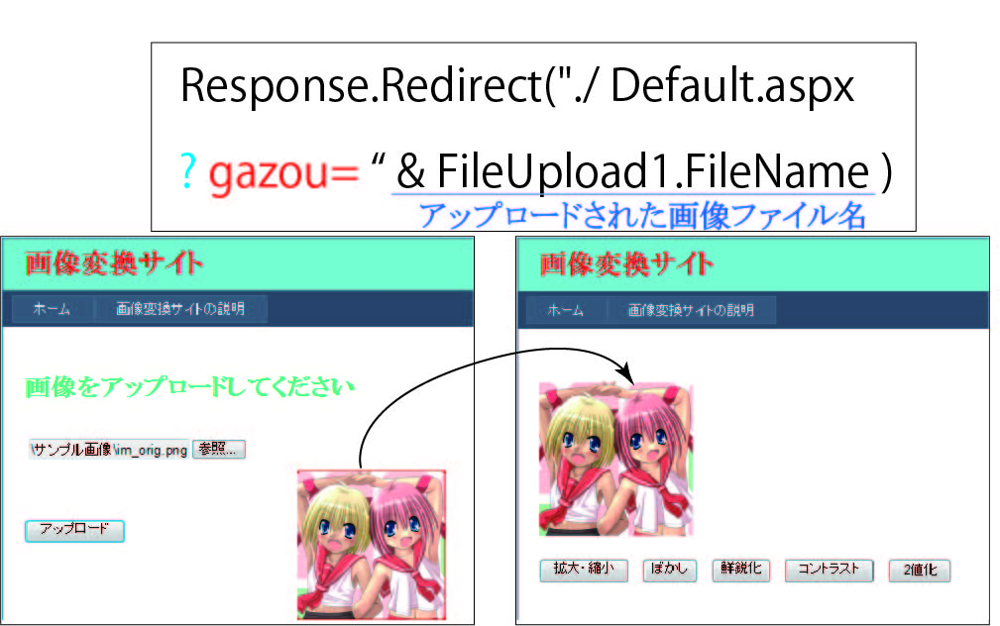 Response.Redirect("./ Default.aspx
? gazou= “ & FileUpload1.FileName )
アップロードされた画像ファイル名
画像変換サイト
ホーム 画像変換サイトの説明
画像をアップロードしてください
\サンプル画像\im_orig.png 参照...
アップロード
画像変換サイト
ホーム 画像変換サイトの説明
拡大・縮小 ぼかし 鮮鋭化 コントラスト 2値化